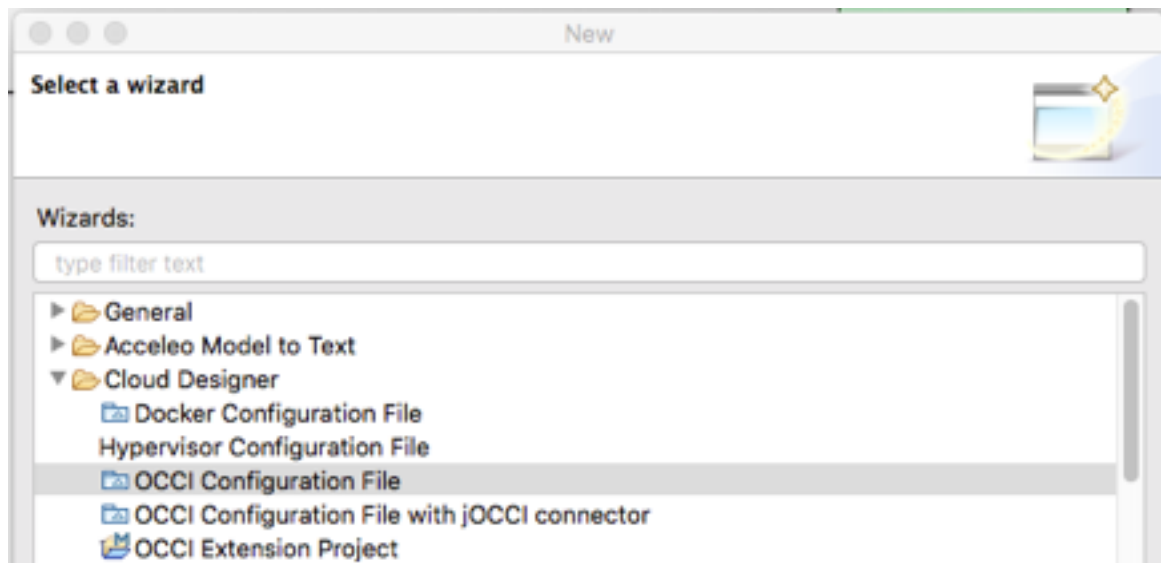 New
Select a wizard
Wizards:
type filter text
General
Acceleo Model to Text
Cloud Designer
Docker Configuration File
Hypervisor Configuration File
OCCI Configuration File
OCCI Configuration File with jOCCI connector
OCCI Extension Project